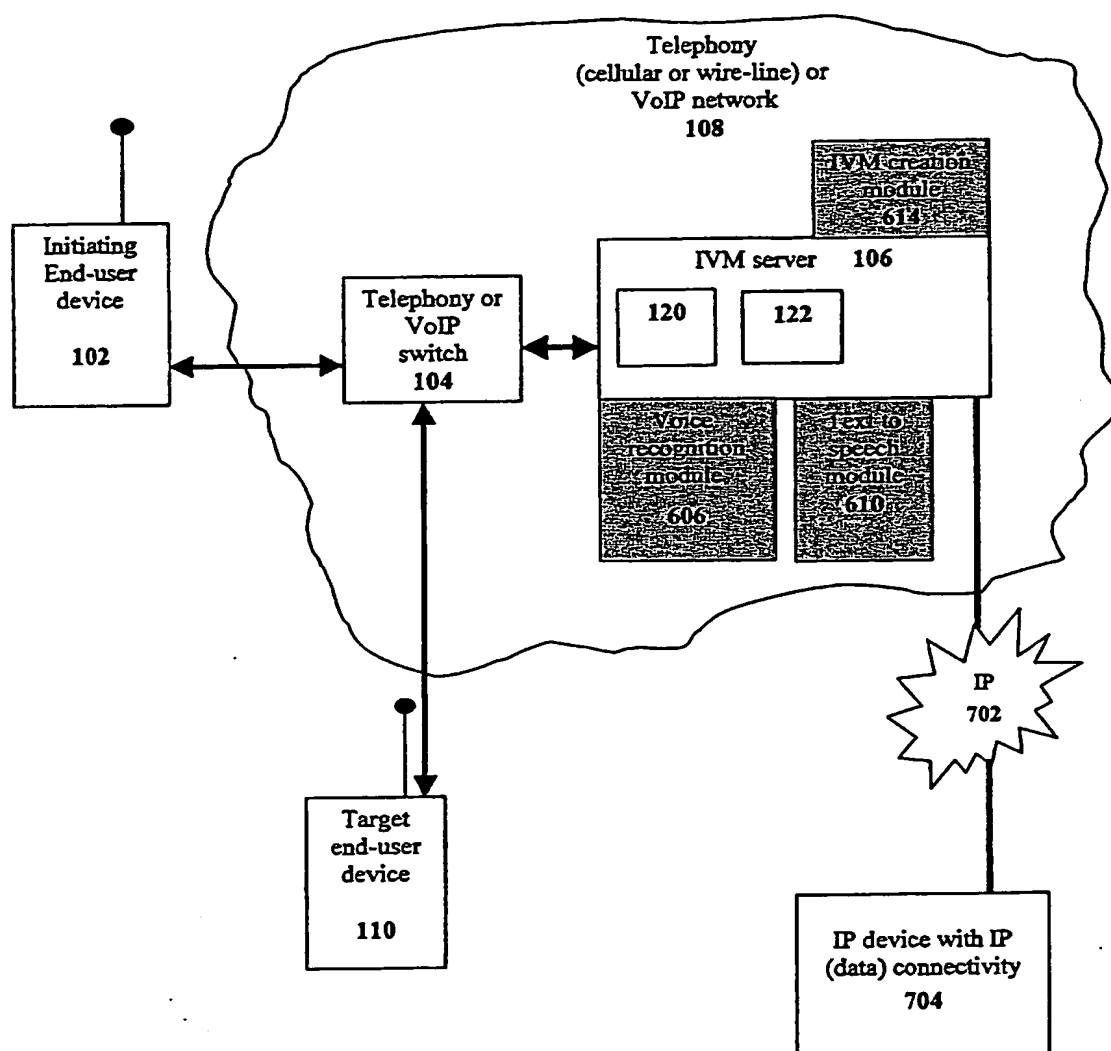 Telephony
(cellular or wire-line) or
VoIP network
108
IVM creation
module
614
Initiating
End-user
device
102
Telephony or
VoIP
switch
104
IVM server 106
120
122
Voice
recognition
module
606
Text to
speech
module
610
IP
702
Target
end-user
device
110
IP device with IP
(data) connectivity
704